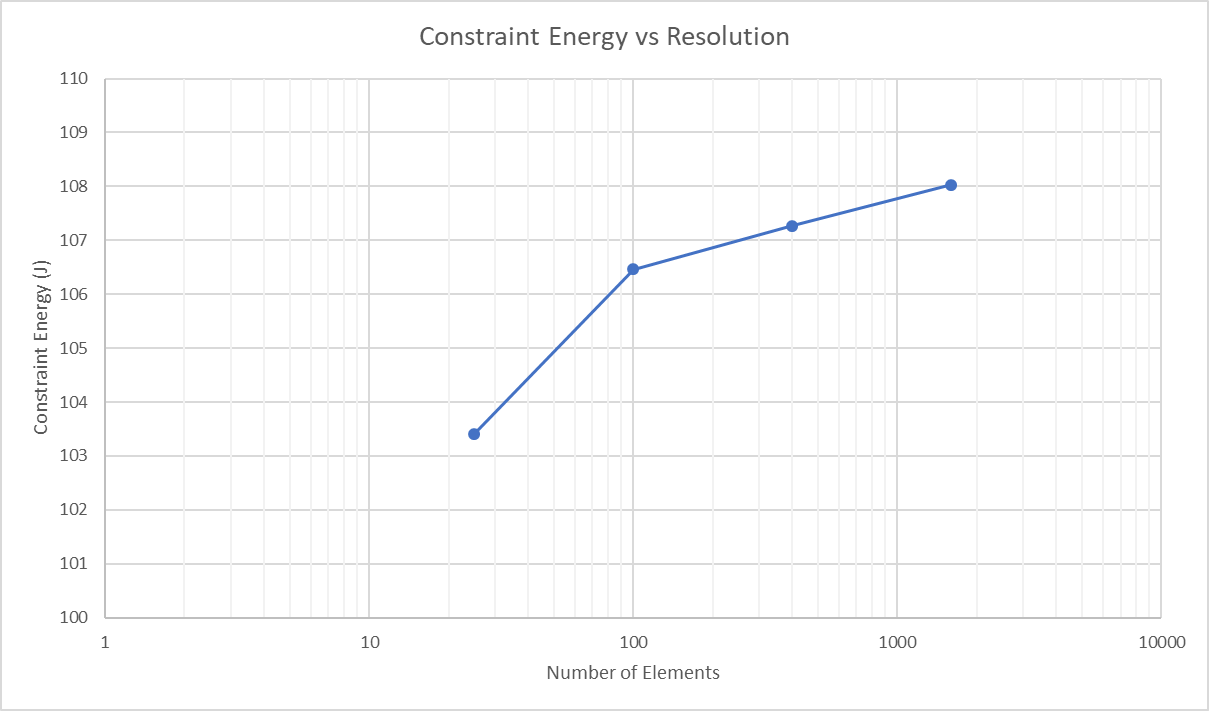 Constraint Energy vs Resolution
110
109
108
107
106
105
104
103
102
101
100
Constraint Energy (J)
1 10 100 1000 10000
Number of Elements